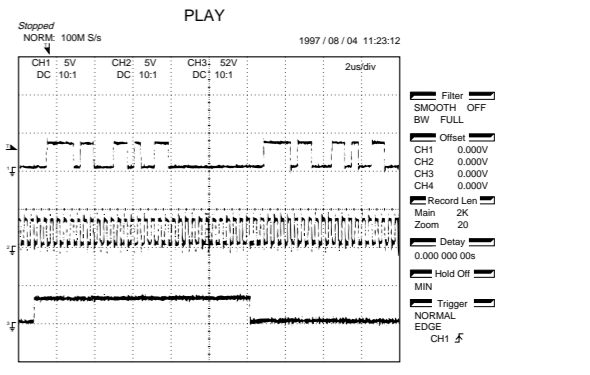 PLAY
Stopped
NORM: 100M S/s
1997 / 08 / 04 11:23:12
CH1 5V
DC 10:1
CH2 5V
DC 10:1
CH3 52V
DC 10:1
2us/div
Filter
SMOOTH OFF
BW FULL
Offset
CH1 0.000V
CH2 0.000V
CH3 0.000V
CH4 0.000V
Record Len
Main 2K
Zoom 20
Detay
0.000 000 00s
Hold Off
MIN
Trigger
NORMAL
EDGE
CH1